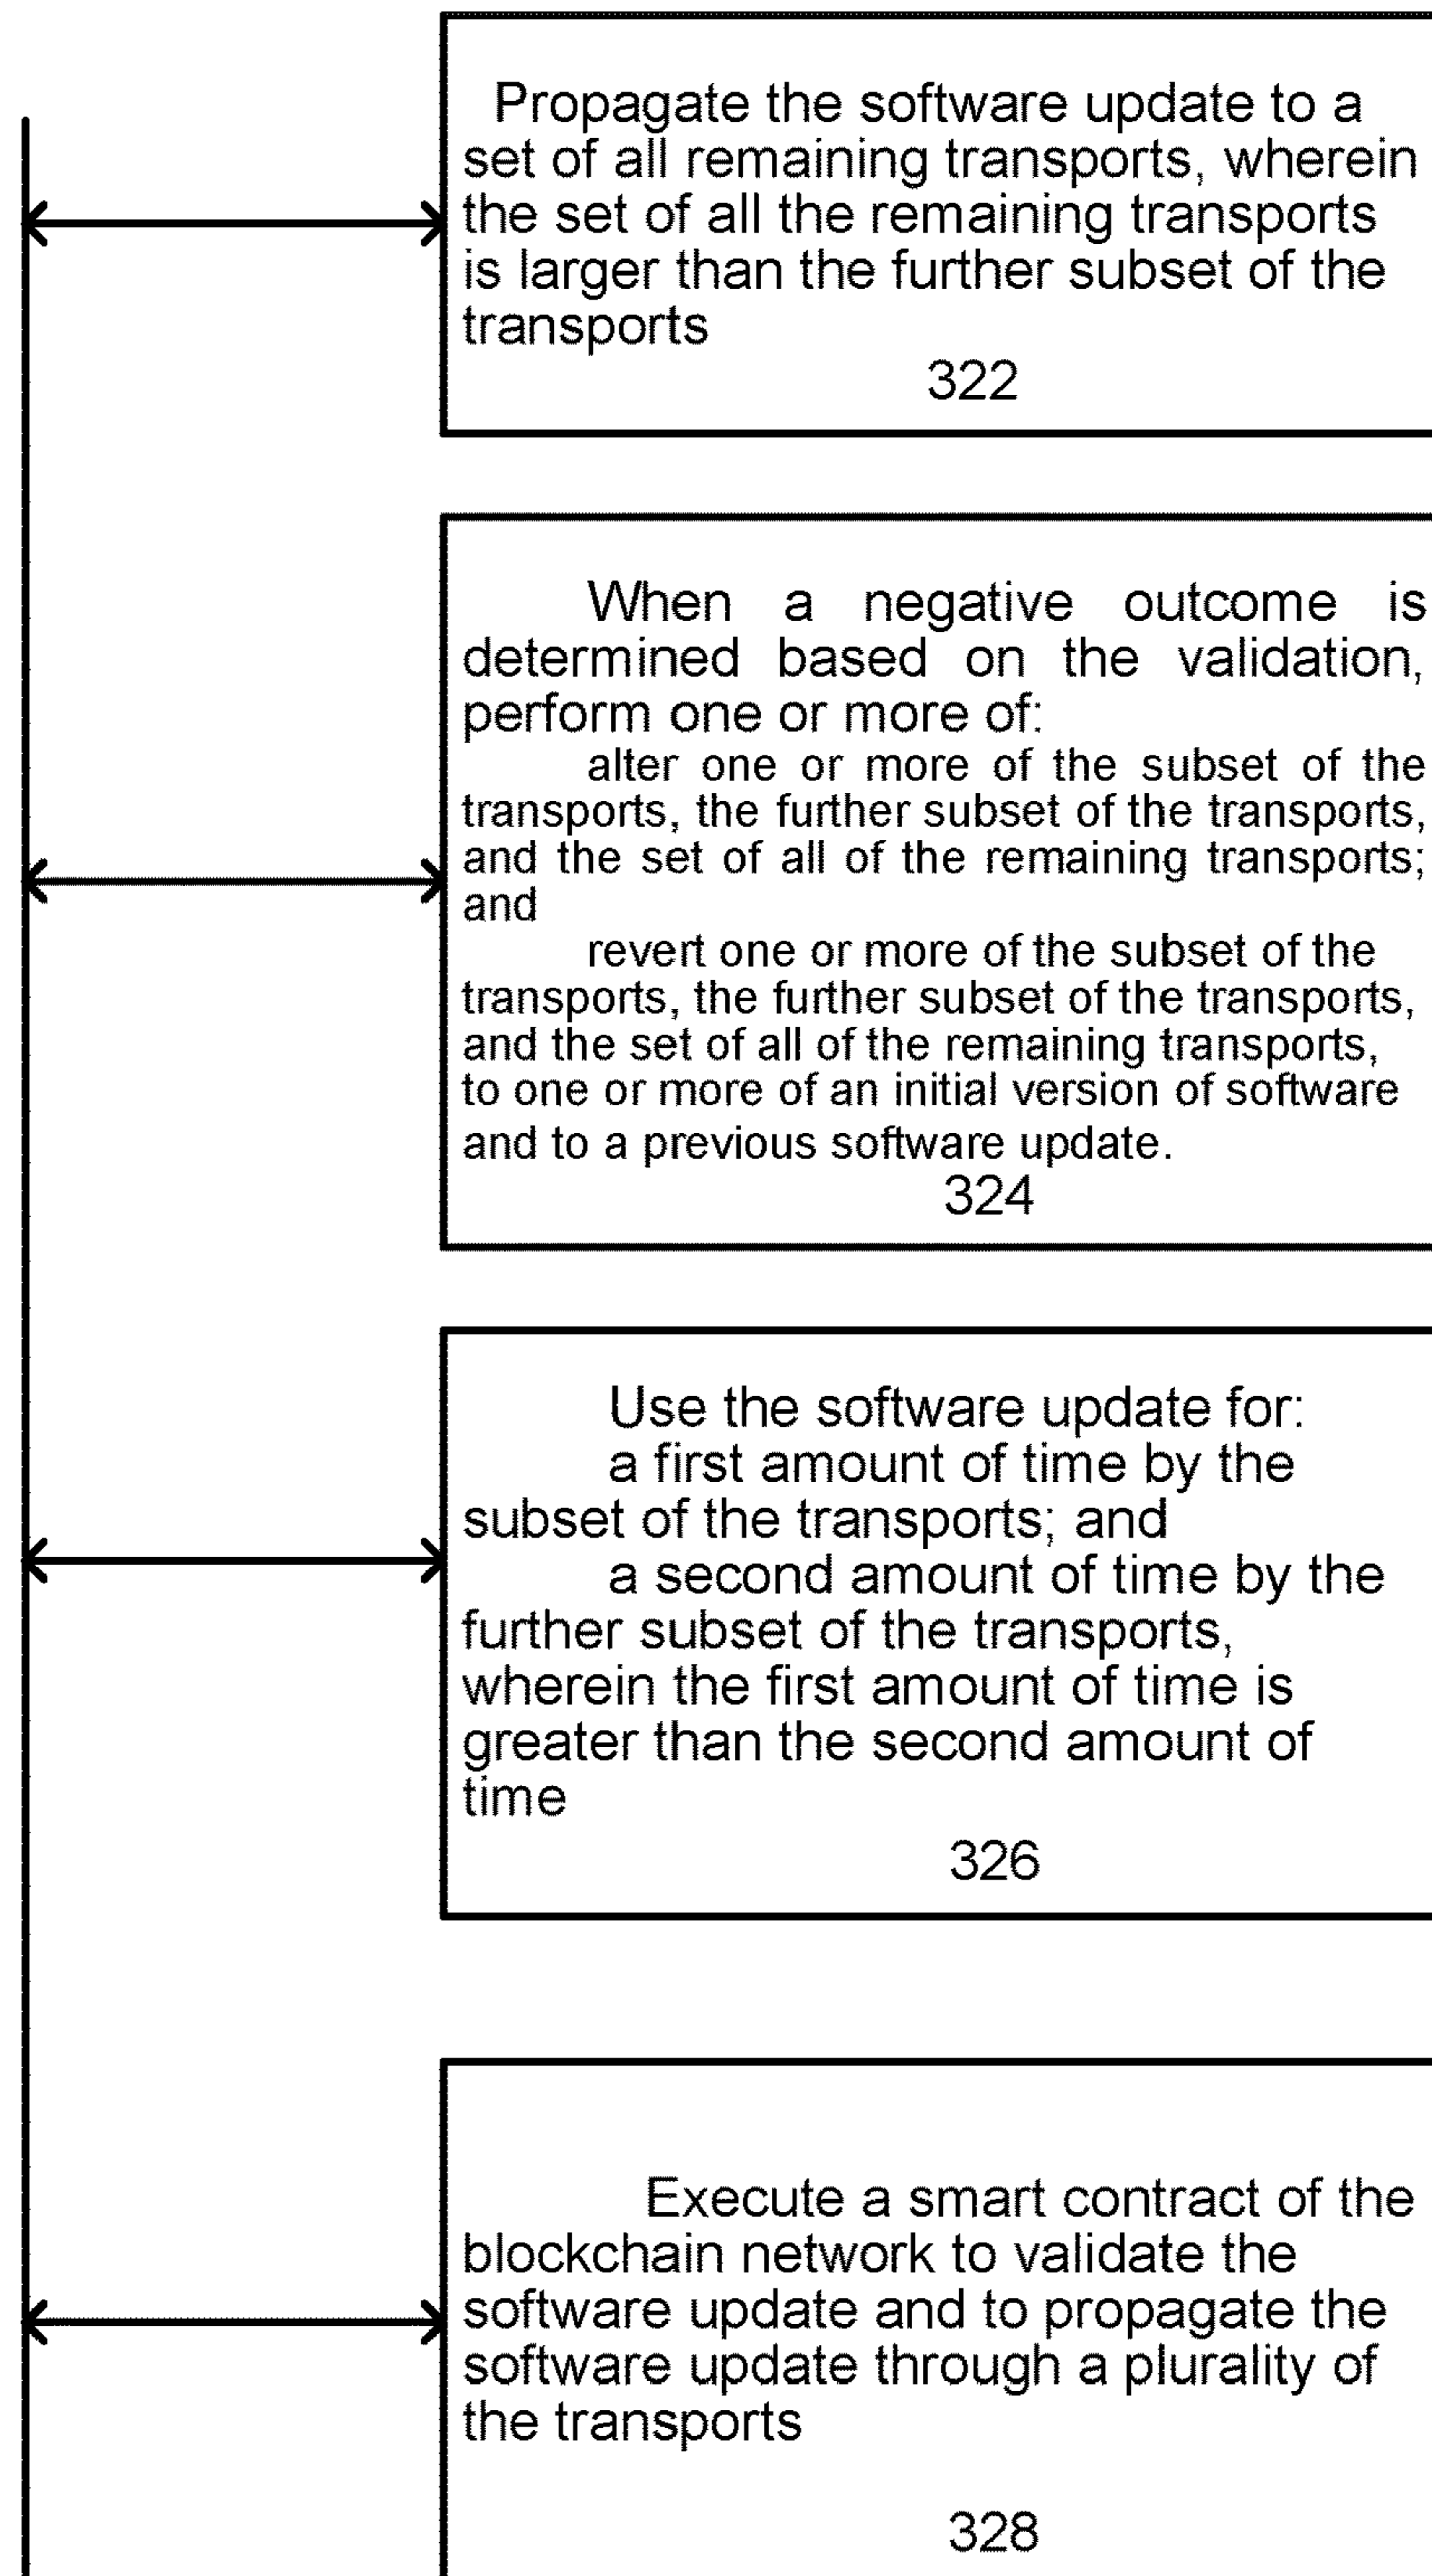 Propagate the software update to a
set of all remaining transports, wherein
the set of all the remaining transports
is larger than the further subset of the
transports
322
When a negative outcome is
determined based on the validation,
perform one or more of:
alter one or more of the subset of the
transports, the further subset of the transports,
and the set of all of the remaining transports;
and
revert one or more of the subset of the
transports, the further subset of the transports,
and the set of all of the remaining transports,
to one or more of an initial version of software
and to a previous software update.
324
Use the software update for:
a first amount of time by the
subset of the transports; and
a second amount of time by the
further subset of the transports,
wherein the first amount of time is
greater than the second amount of
time
326
Execute a smart contract of the
blockchain network to validate the
software update and to propagate the
software update through a plurality of
the transports
328